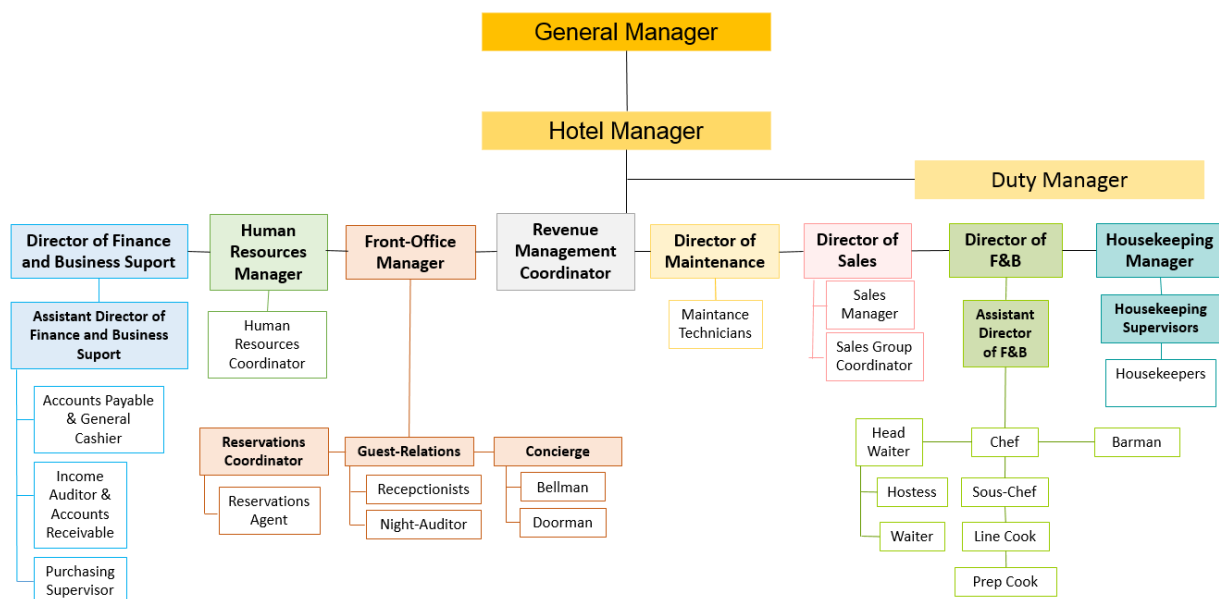 General Manager
Hotel Manager
Duty Manager
Director of Finance
and Business Suport
Human
Resources
Manager
Front-Office
Manager
Revenue
Management
Coordinator
Director of
Maintenance
Director of
Sales
Director of
F&B
Housekeeping
Manager
Assistant Director of
Finance and Business
Suport
Human
Resources
Coordinator
Maintance
Technicians
Sales
Manager
Sales Group
Coordinator
Assistant
Director
of F&B
Housekeeping
Supervisors
Housekeepers
Accounts Payable
& General
Cashier
Income
Auditor &
Accounts
Receivable
Purchasing
Supervisor
Reservations
Coordinator
Guest-Relations
Concierge
Reservations
Agent
Recepctionists
Night-Auditor
Bellman
Doorman
Head
Waiter
Chef
Barman
Hostess
Sous-Chef
Waiter
Line Cook
Prep Cook